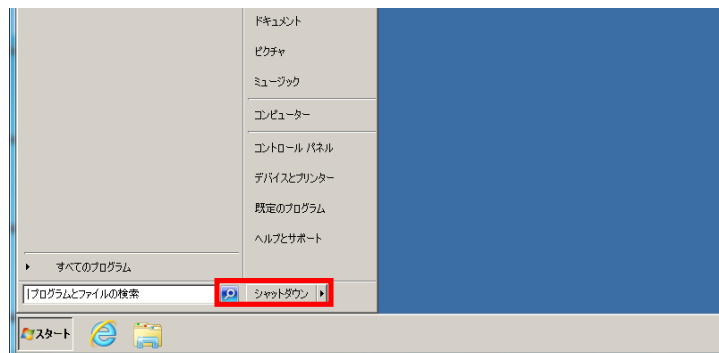 ドキュメント
ピクチャ
ミュージック
コンピューター
コントロール パネル
デバイスとプリンター
既定のプログラム
ヘルプとサポート
すべてのプログラム
プログラムとファイルの検索
シャットダウン
スタート